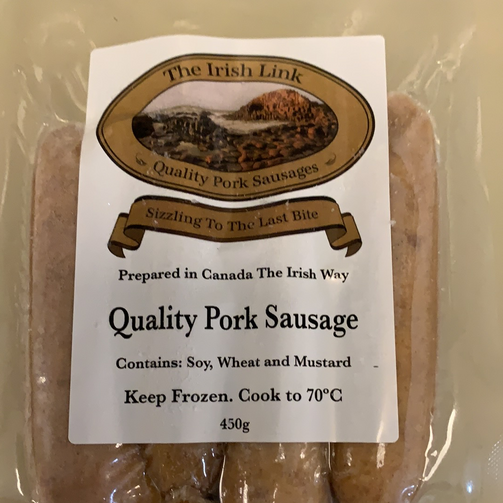 The Irish Link
Quality Pork Sausages
Sizzling To The Last Bite
Prepared in Canada The Irish Way
Quality Pork Sausage
Contains: Soy, Wheat and Mustard
Keep Frozen. Cook to 70ºC
450g